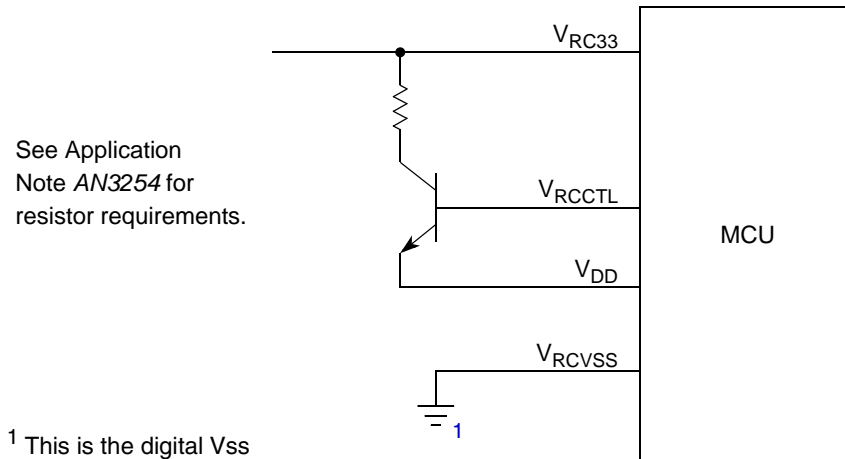 V_RC33
See Application
Note AN3254 for
resistor requirements.
V_RCCTL
MCU
V_DD
V_RCVSS
1
1 This is the digital Vss